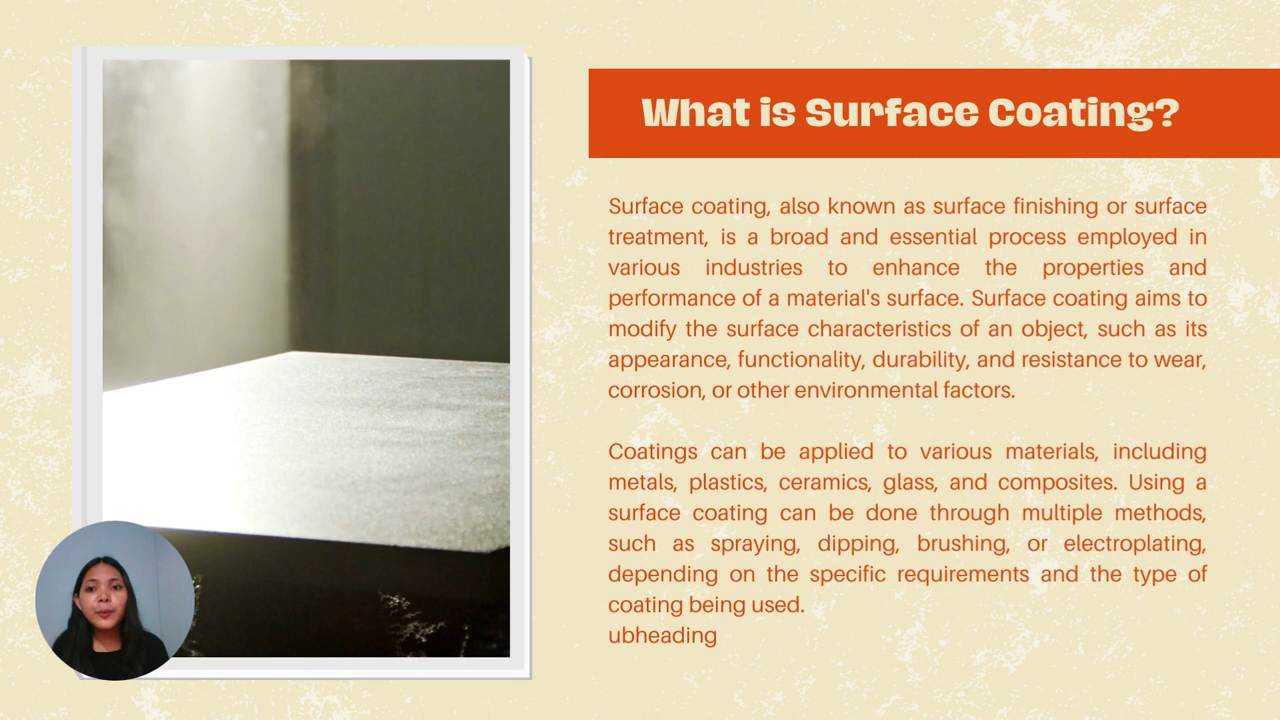 What is Surface Coating?
Surface coating, also known as surface finishing or surface
treatment, is a broad and essential process employed in
various industries to enhance the properties and
performance of a material's surface. Surface coating aims to
modify the surface characteristics of an object, such as its
appearance, functionality, durability, and resistance to wear,
corrosion, or other environmental factors.
Coatings can be applied to various materials, including
metals, plastics, ceramics, glass, and composites. Using a
surface coating can be done through multiple methods,
such as spraying, dipping, brushing, or electroplating,
depending on the specific requirements and the type of
coating being used.
ubheading